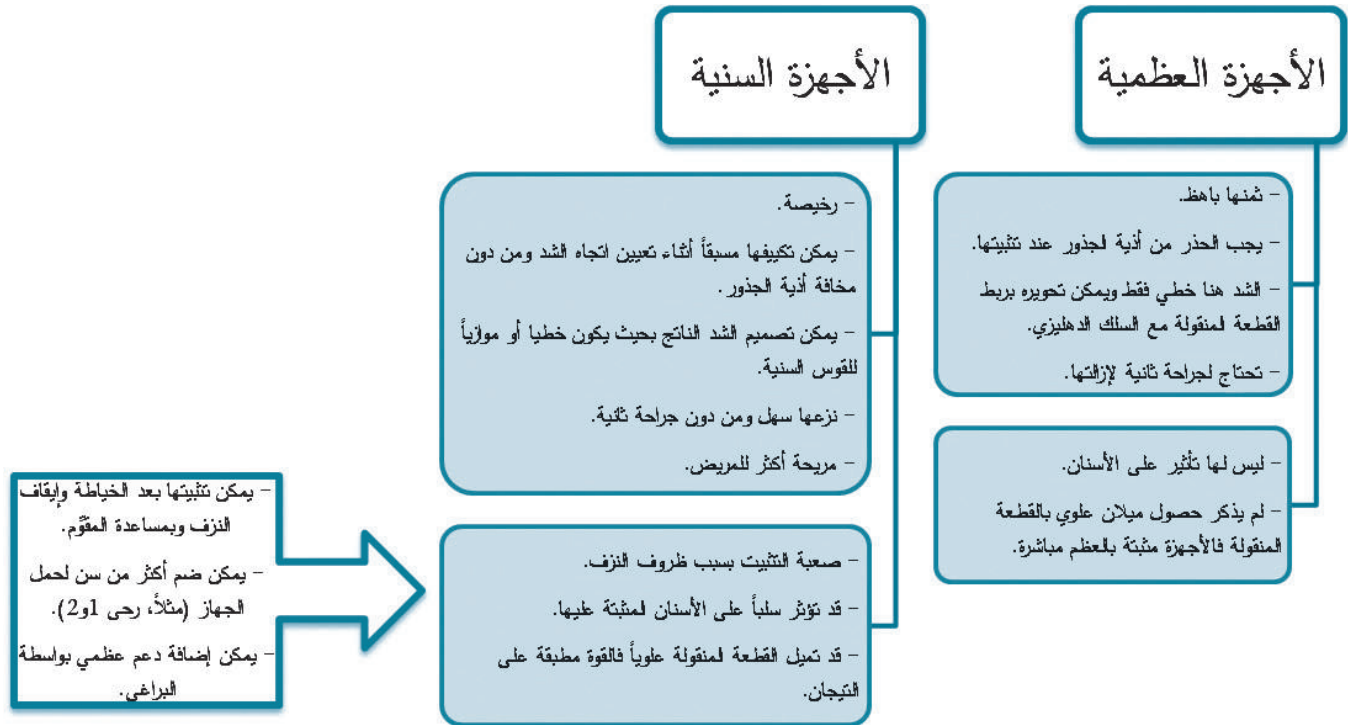 الأجهزة العظمية
- ثمنها باهظ.
- يجب الحذر من أذية الجذور عند تثبيتها.
- الشد هنا خطي فقط ويمكن تحويره بربط
القطعة المنقولة مع السلك الدهليزي.
- تحتاج لجراحة ثانية لإزالتها.
- ليس لها تأثير على الأسنان.
- لم يذكر حصول ميلان علوي بالقطعة
المنقولة فالأجهزة مثبتة بالعظم مباشرة.
الأجهزة السنية
- رخيصة.
- يمكن تكييفها مسبقاً أثناء تعيين اتجاه الشد ومن دون
مخافة أذية الجذور.
- يمكن تصميم الشد الناتج بحيث يكون خطيا أو موازياً
للقوس السنية.
- نزعها سهل ومن دون جراحة ثانية.
- مريحة أكثر للمريض.
- صعبة التثبيت بسبب ظروف النزف.
- قد تؤثر سلباً على الأسنان المثبتة عليها.
- قد تميل القطعة المنقولة علوياً فالقوة مطبقة على
التيجان.
- يمكن تثبيتها بعد الخياطة وإيقاف
النزف وبمساعدة المقوّم.
- يمكن ضم أكثر من سن لحمل
الجهاز (مثلاً، رحى 1و2).
- يمكن إضافة دعم عظمي بواسطة
البراغي.